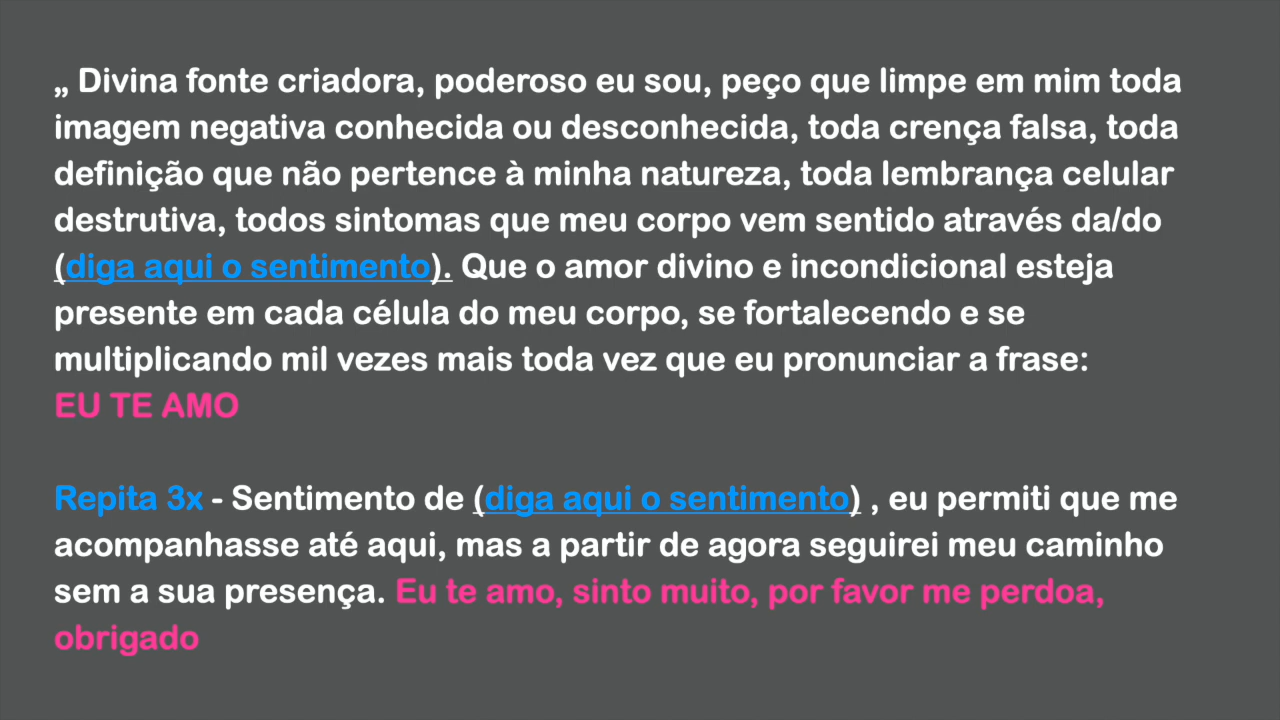 „ Divina fonte criadora, poderoso eu sou, peço que limpe em mim toda
imagem negativa conhecida ou desconhecida, toda crença falsa, toda
definição que não pertence à minha natureza, toda lembrança celular
destrutiva, todos sintomas que meu corpo vem sentido através da/do
(diga aqui o sentimento). Que o amor divino e incondicional esteja
presente em cada célula do meu corpo, se fortalecendo e se
multiplicando mil vezes mais toda vez que eu pronunciar a frase:
EU TE AMO
Repita 3x - Sentimento de (diga aqui o sentimento) , eu permiti que me
acompanhasse até aqui, mas a partir de agora seguirei meu caminho
sem a sua presença. Eu te amo, sinto muito, por favor me perdoa,
obrigado